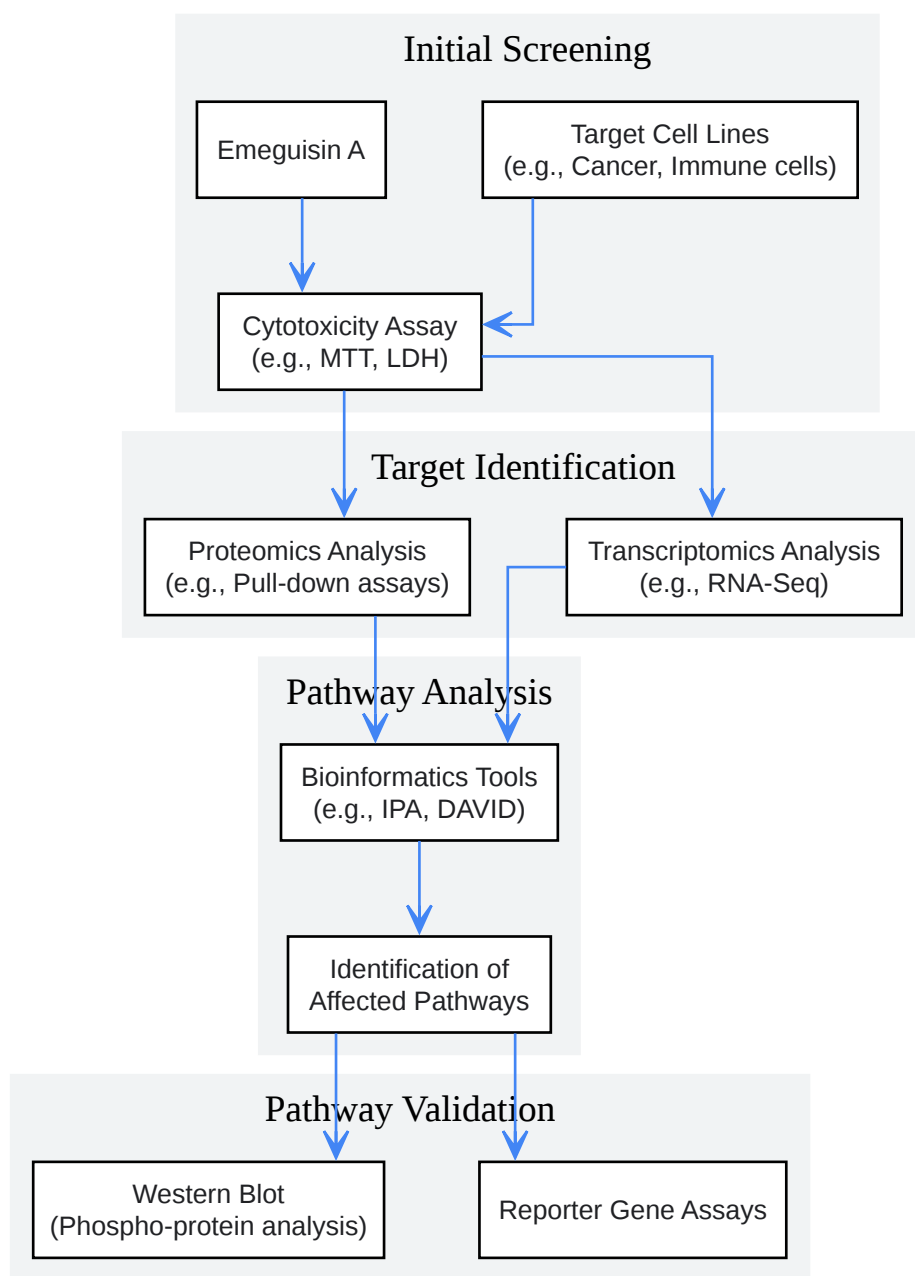 Initial Screening
Emeguisin A
Target Cell Lines
(e.g., Cancer, Immune cells)
Cytotoxicity Assay
(e.g., MTT, LDH)
Target Identification
Proteomics Analysis
(e.g., Pull-down assays)
Transcriptomics Analysis
(e.g., RNA-Seq)
Pathway Analysis
Bioinformatics Tools
(e.g., IPA, DAVID)
Identification of
Affected Pathways
Pathway Validation
Western Blot
(Phospho-protein analysis)
Reporter Gene Assays